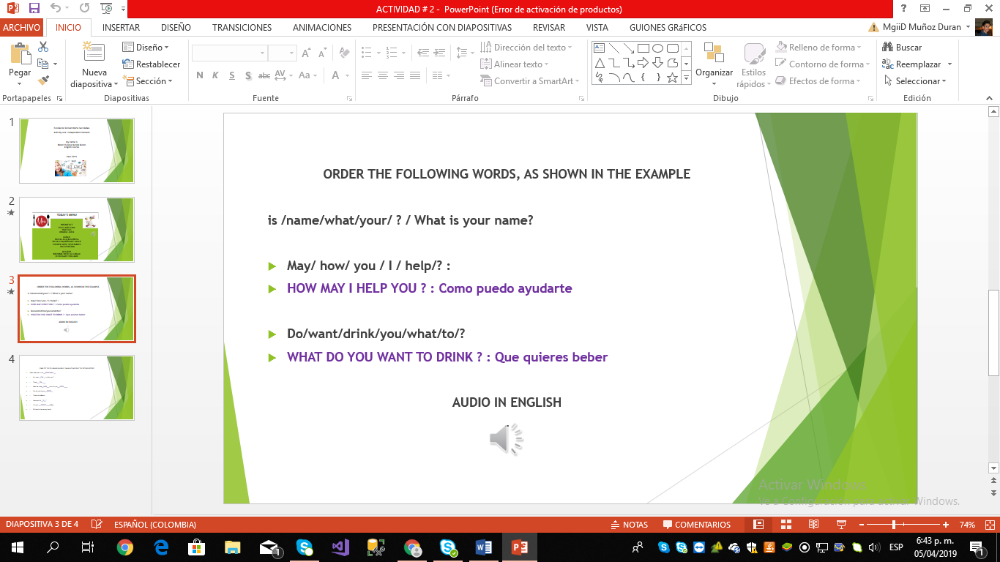 ACTIVIDAD # 2 - PowerPoint (Error de activación de productos)
ARCHIVO INICIO INSERTAR DISEÑO TRANSICIONES ANIMACIONES PRESENTACIÓN CON DIAPOSITIVAS REVISAR VISTA GUIONES GRáFICOS MgiiD Muñoz Duran
Pegar
Portapapeles
Nueva diapositiva
Diseño
Restablecer
Sección
Diapositivas
N K S S abc AV Aa A
Fuente
Dirección del texto
Alinear texto
Convertir a SmartArt
Párrafo
Organizar
Estilos rápidos
Relleno de forma
Contorno de forma
Efectos de forma
Dibujo
Buscar
Reemplazar
Seleccionar
Edición
1
2
TODAY'S MENU
3
4
ORDER THE FOLLOWING WORDS, AS SHOWN IN THE EXAMPLE
is /name/what/your/ ? / What is your name?
May/ how/ you / I / help/? :
HOW MAY I HELP YOU ? : Como puedo ayudarte
Do/want/drink/you/what/to/?
WHAT DO YOU WANT TO DRINK ? : Que quieres beber
AUDIO IN ENGLISH
Activar Windows
Ve a Configuración para activar Windows.
DIAPOSITIVA 3 DE 4 ESPAÑOL (COLOMBIA) NOTAS COMENTARIOS 74%
ESP 6:43 p. m.
05/04/2019